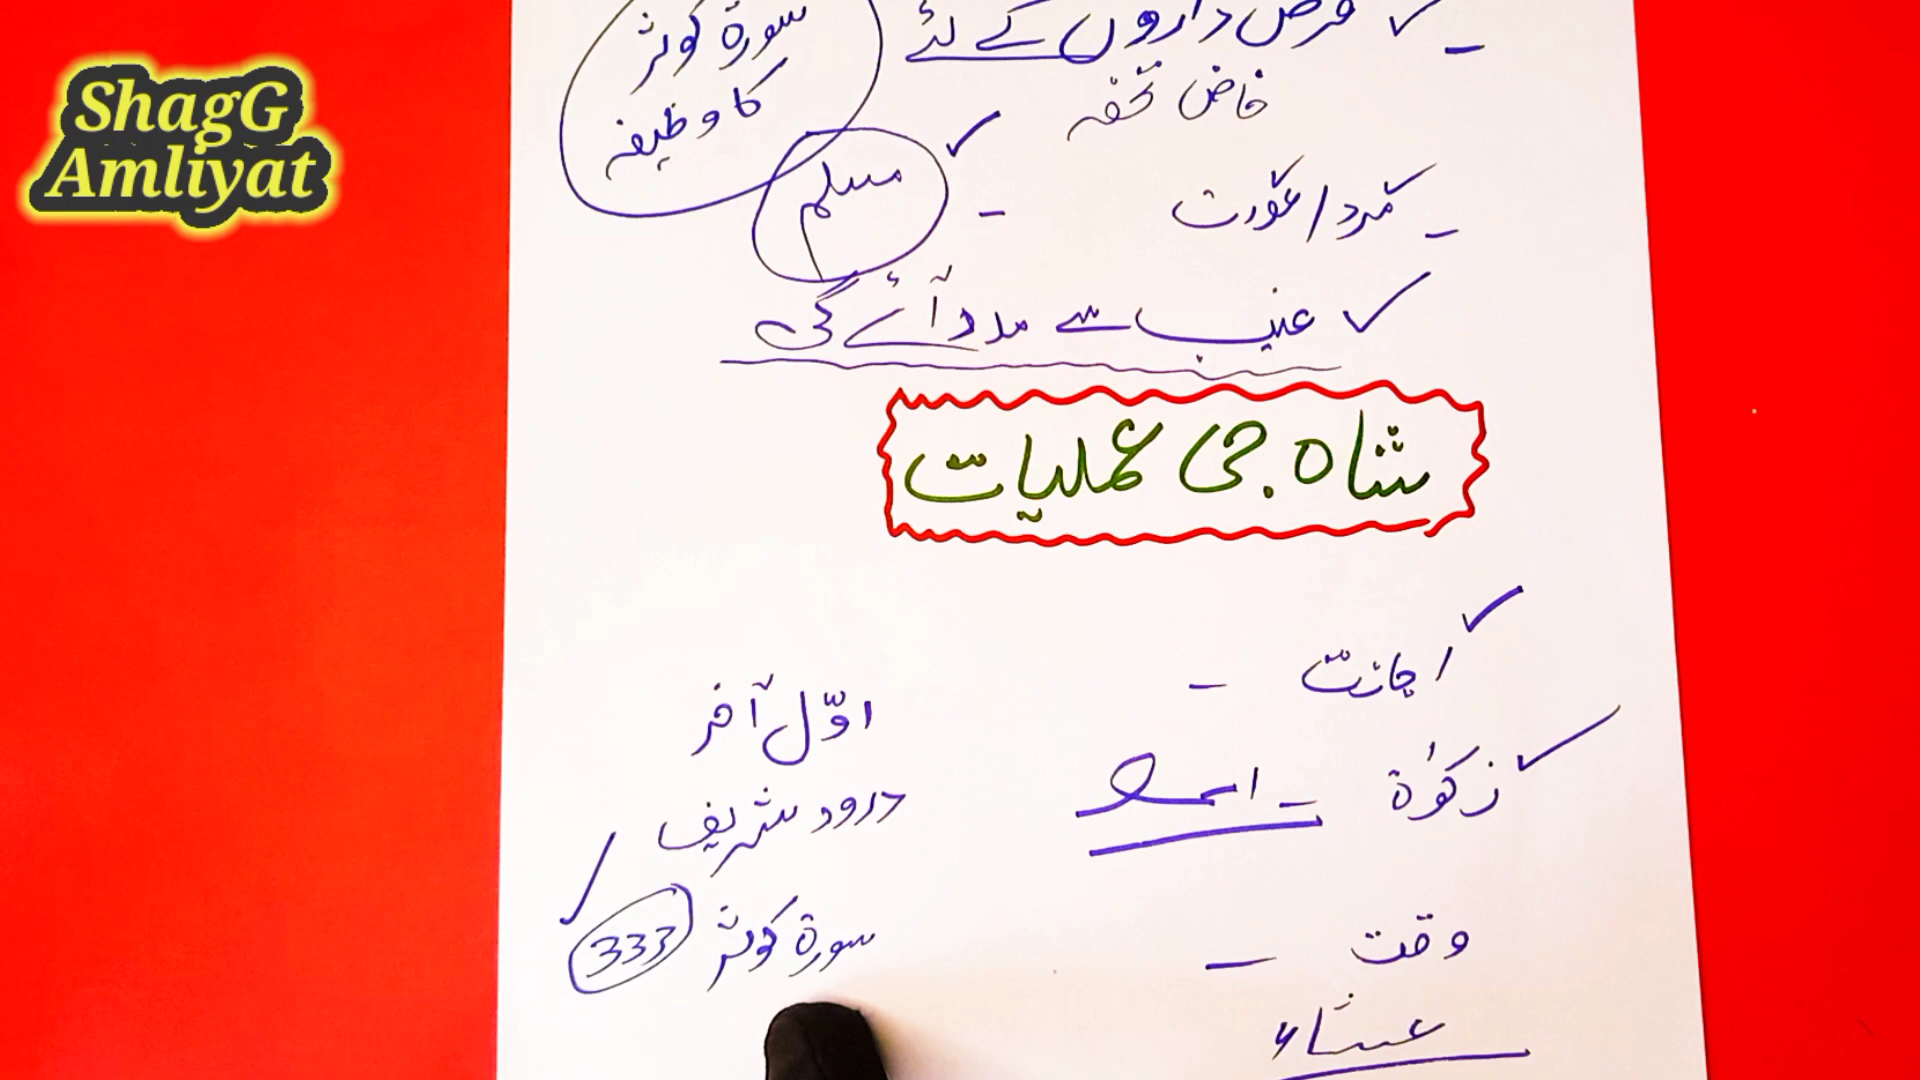 ShagG
Amliyat
قرض داروں کے لئے
خاص تحفہ
سورۃ کوثر
کا وظیفہ
مرد / عورت
مسلم
غیب سے مدد آئے گی
شاہ جی عملیات
اجازت
زکوٰۃ
وقت
عشاء
اوّل آخر
درود شریف
سورۃ کوثر 333